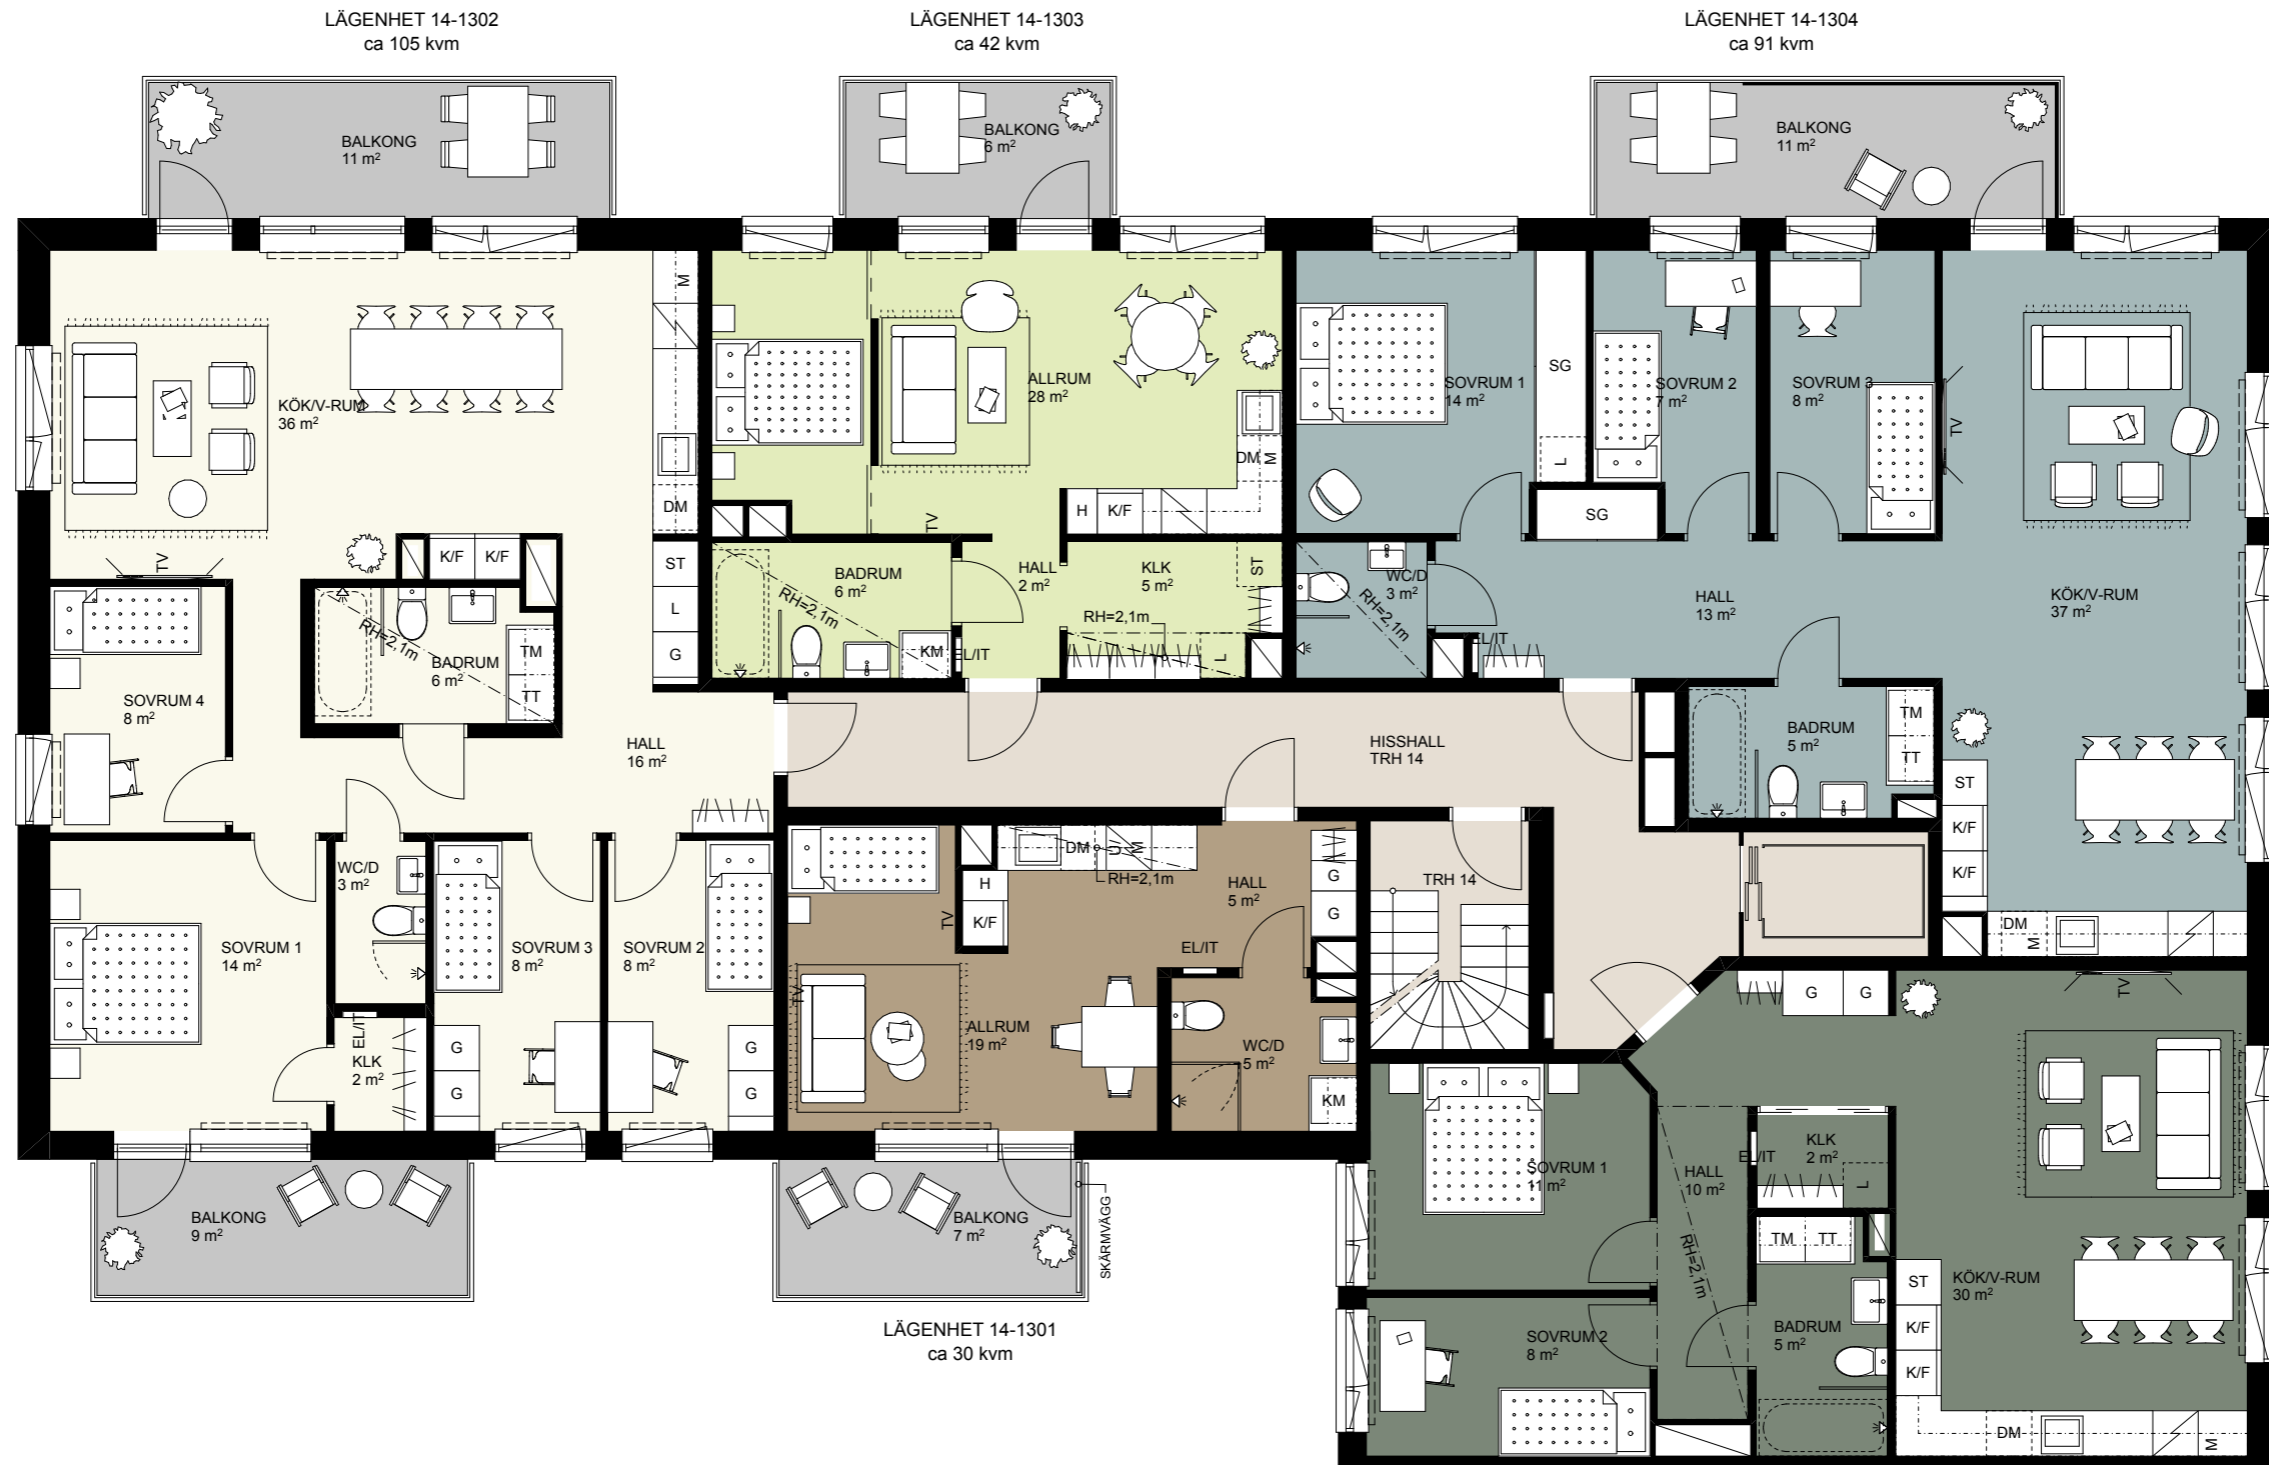 LÄGENHET 14-1302
ca 105 kvm
LÄGENHET 14-1303
ca 42 kvm
LÄGENHET 14-1304
ca 91 kvm
BALKONG
11 m²
BALKONG
6 m²
BALKONG
11 m²
KÖK/V-RUM
36 m²
M
DM
K/F
K/F
TV
ST
L
G
BADRUM
6 m²
RH=2,1m
TM
TT
SOVRUM 4
8 m²
HALL
16 m²
SOVRUM 1
14 m²
WC/D
3 m²
EL/IT
KLK
2 m²
SOVRUM 3
8 m²
G
G
SOVRUM 2
8 m²
G
G
BALKONG
9 m²
ALLRUM
28 m²
TV
DM
M
H
K/F
BADRUM
6 m²
RH=2,1m
KM
EL/IT
HALL
2 m²
KLK
5 m²
ST
RH=2,1m
L
SOVRUM 1
14 m²
SG
L
SG
SOVRUM 2
7 m²
SOVRUM 3
8 m²
TV
WC/D
3 m²
RH=2,1m
EL/IT
HALL
13 m²
KÖK/V-RUM
37 m²
BADRUM
5 m²
TM
TT
ST
K/F
K/F
DM
M
HISSHALL
TRH 14
TRH 14
DM
U/M
RH=2,1m
H
K/F
TV
TV
HALL
5 m²
G
G
EL/IT
ALLRUM
19 m²
WC/D
5 m²
KM
BALKONG
7 m²
SKÄRMVÄGG
LÄGENHET 14-1301
ca 30 kvm
G
G
TV
SOVRUM 1
11 m²
HALL
10 m²
RH=2,1m
EL/IT
KLK
2 m²
L
TM
TT
SOVRUM 2
8 m²
BADRUM
5 m²
KÖK/V-RUM
30 m²
ST
K/F
K/F
DM
M